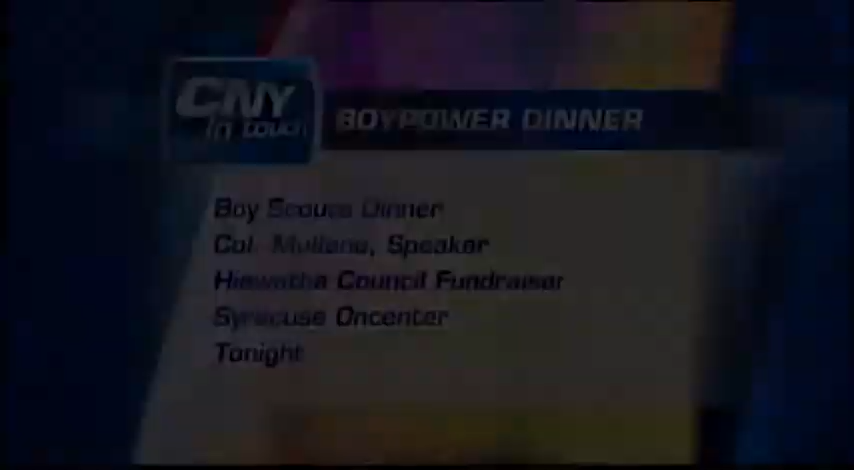 CNY
in touch
BOYPOWER DINNER
Boy Scouts Dinner
Col. Mullane, Speaker
Hiawatha Council Fundraiser
Syracuse Oncenter
Tonight